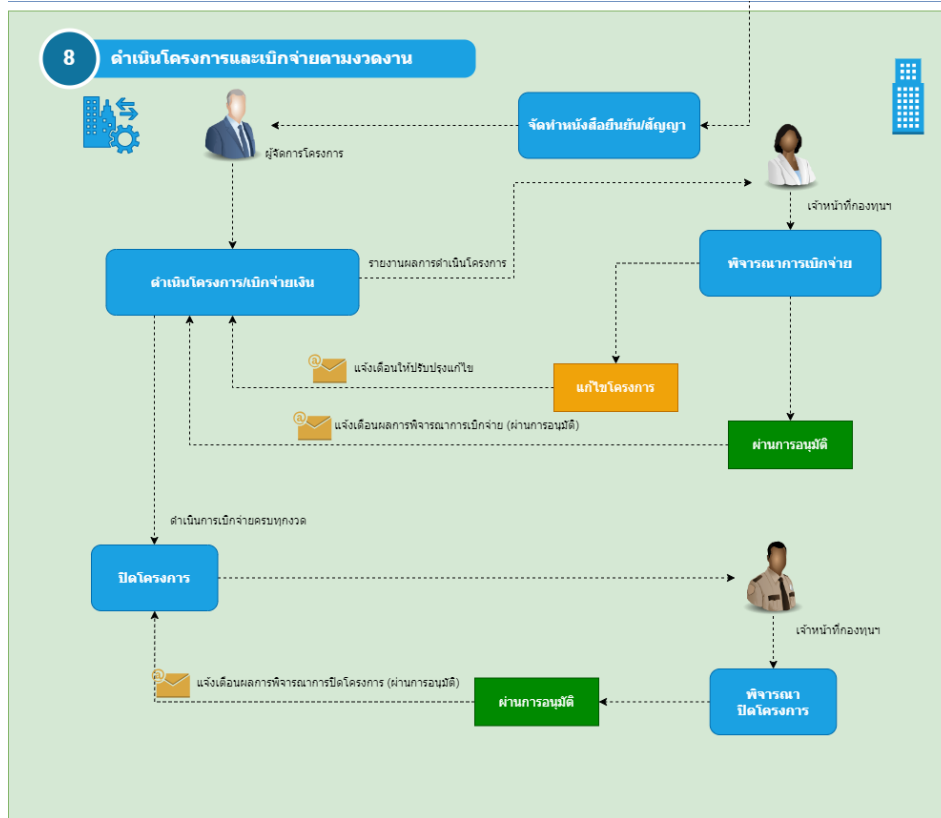 8
ดำเนินโครงการและเบิกจ่ายตามงวดงาน
จัดทำหนังสือยืนยัน/สัญญา
ผู้จัดการโครงการ
เจ้าหน้าที่กองทุนฯ
รายงานผลการดำเนินโครงการ
พิจารณาการเบิกจ่าย
ดำเนินโครงการ/เบิกจ่ายเงิน
@
แจ้งเตือนให้ปรับปรุงแก้ไข
แก้ไขโครงการ
@
แจ้งเตือนผลการพิจารณาการเบิกจ่าย (ผ่านการอนุมัติ)
ผ่านการอนุมัติ
ดำเนินการเบิกจ่ายครบทุกงวด
ปิดโครงการ
เจ้าหน้าที่กองทุนฯ
@
แจ้งเตือนผลการพิจารณาการปิดโครงการ (ผ่านการอนุมัติ)
ผ่านการอนุมัติ
พิจารณา
ปิดโครงการ